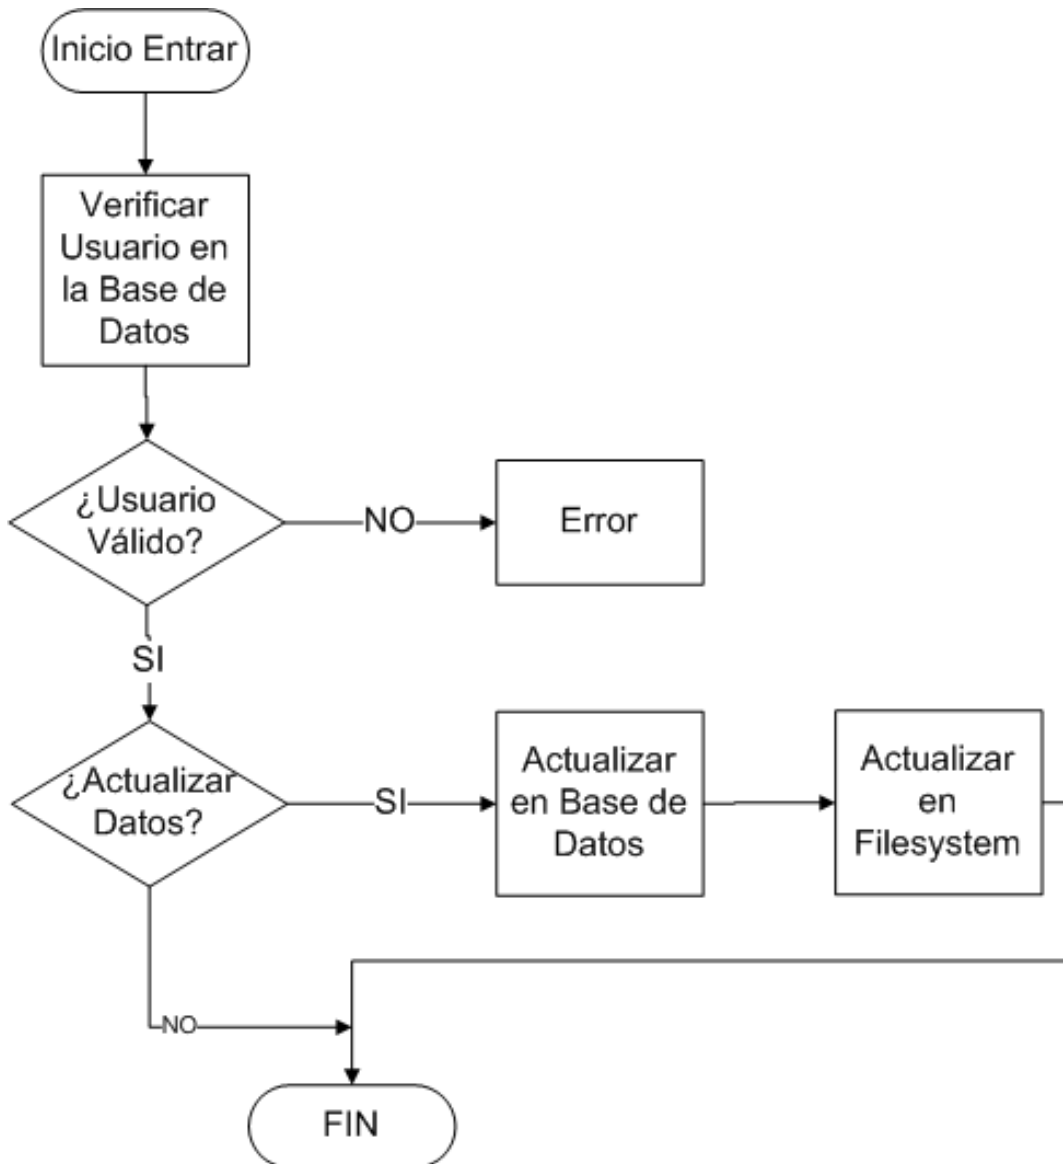 Inicio Entrar
Verificar
Usuario en
la Base de
Datos
¿Usuario
Válido?
NO
Error
SI
¿Actualizar
Datos?
SI
Actualizar
en Base de
Datos
Actualizar
en
Filesystem
NO
FIN